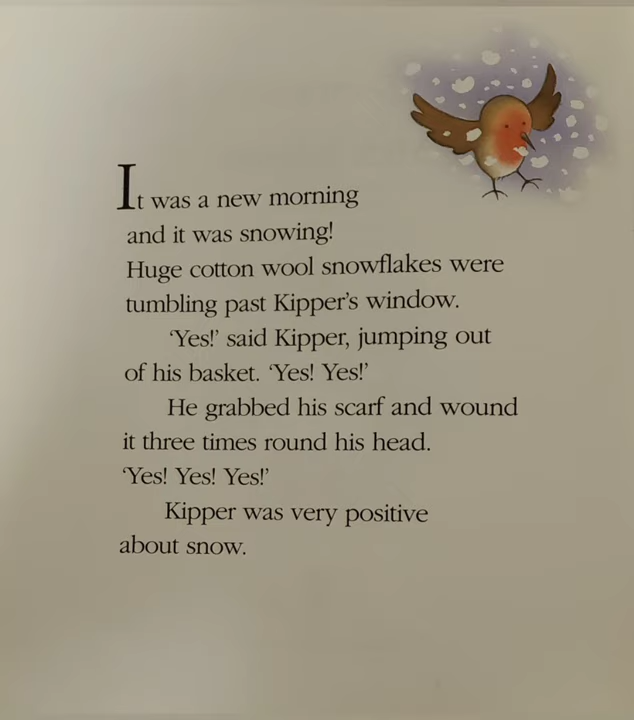 It was a new morning
and it was snowing!
Huge cotton wool snowflakes were
tumbling past Kipper's window.
‘Yes!’ said Kipper, jumping out
of his basket. ‘Yes! Yes!’
He grabbed his scarf and wound
it three times round his head.
‘Yes! Yes! Yes!’
Kipper was very positive
about snow.